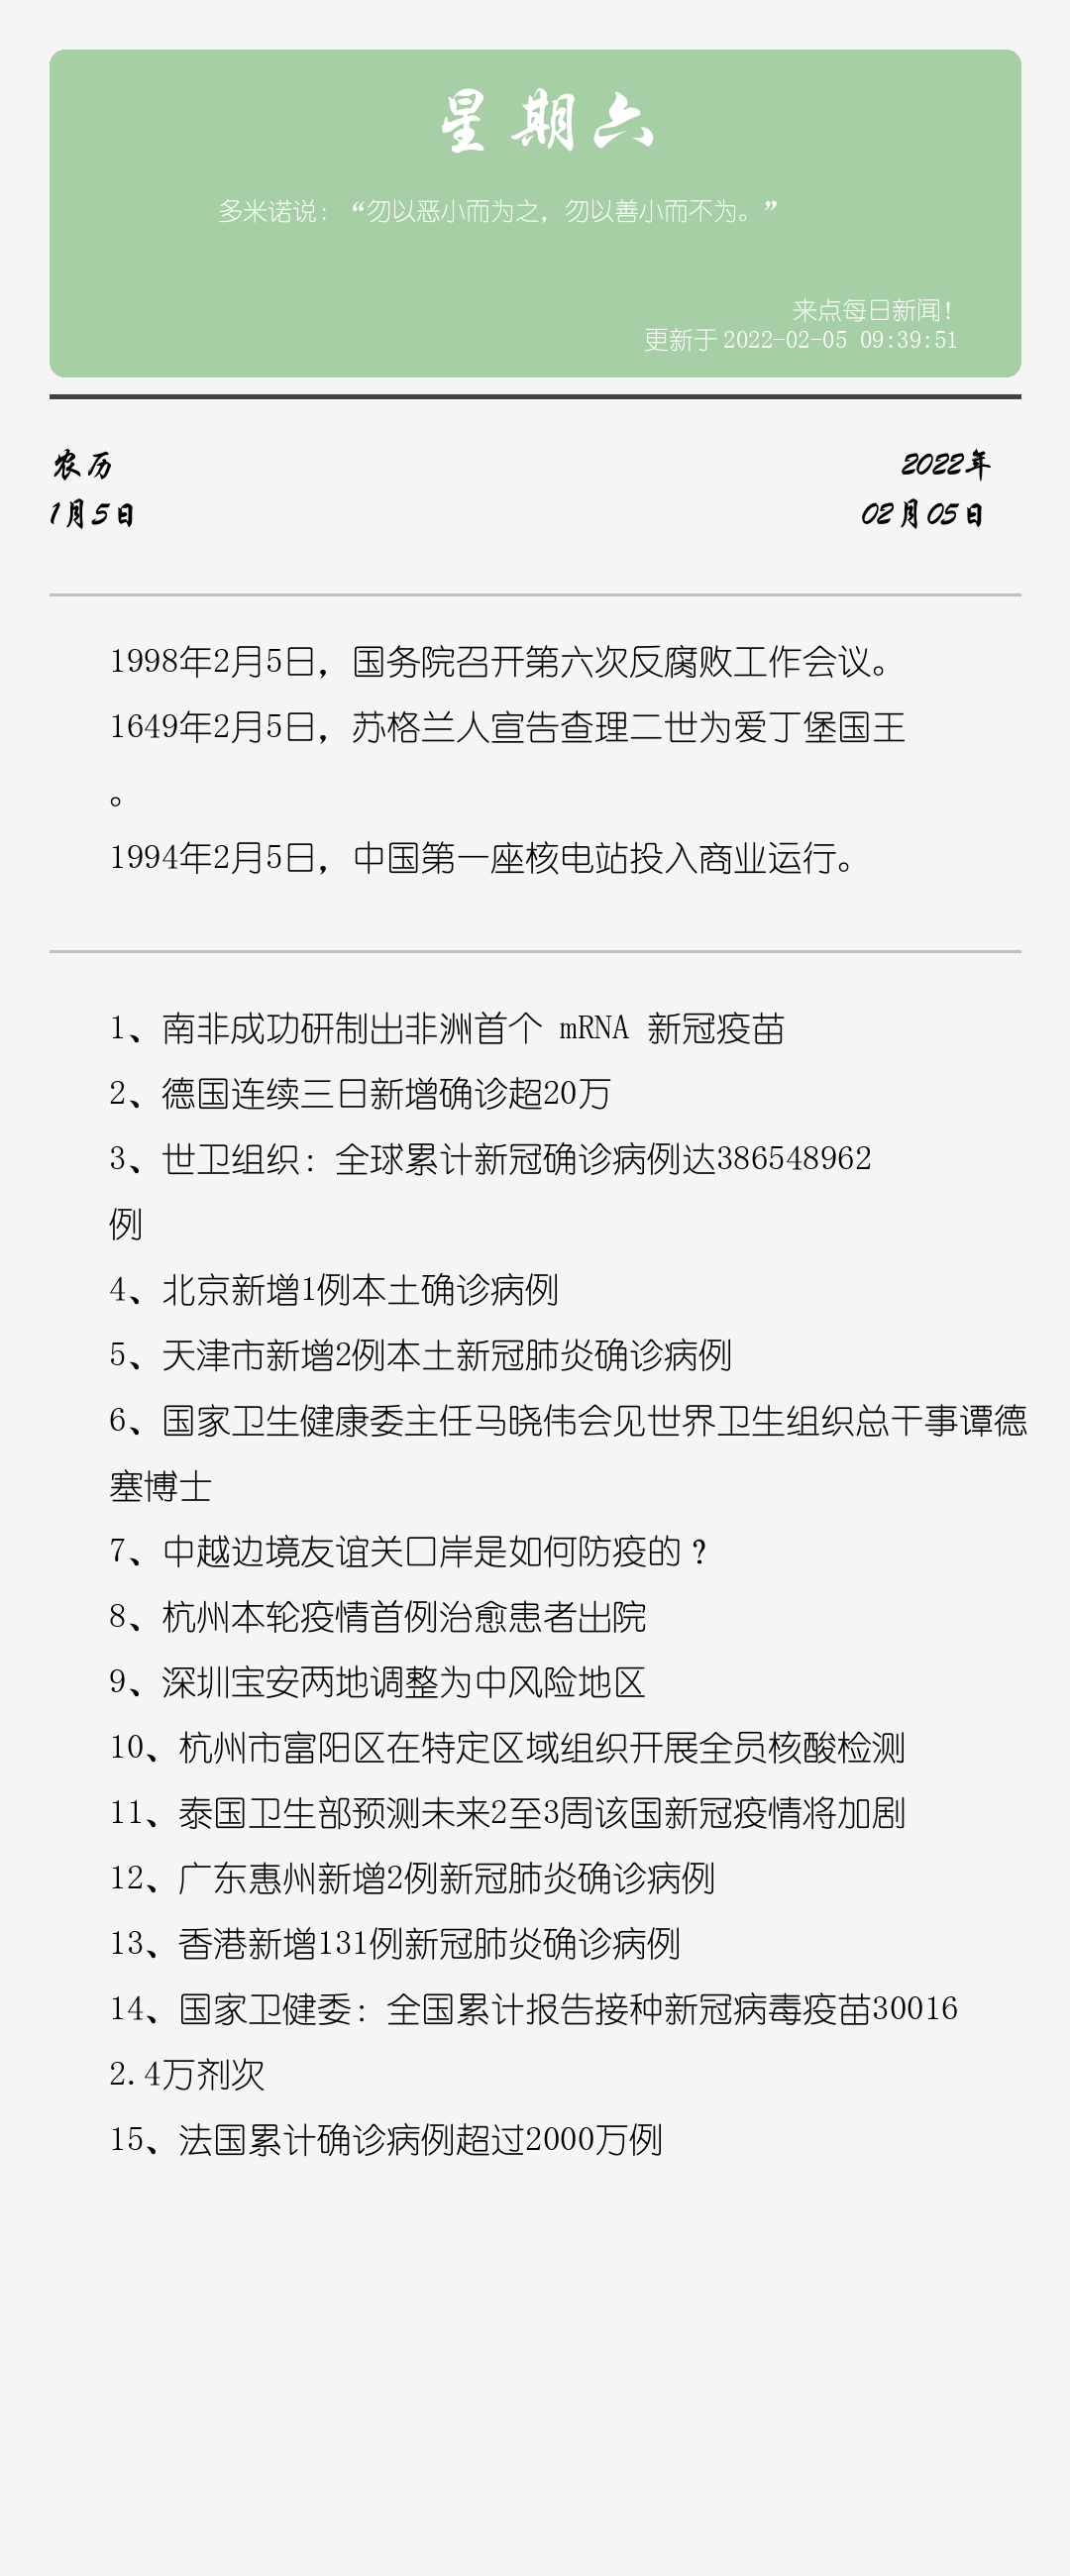 星期六
多米诺说：“勿以恶小而为之，勿以善小而不为。”
来点每日新闻！
更新于2022-02-05 09:39:51
农历
2022年
1月5日
02月05日
1998年2月5日，国务院召开第六次反腐败工作会议。
1649年2月5日，苏格兰人宣告查理二世为爱丁堡国王
。
1994年2月5日，中国第一座核电站投入商业运行。
1、南非成功研制出非洲首个 mRNA 新冠疫苗
2、德国连续三日新增确诊超20万
3、世卫组织：全球累计新冠确诊病例达386548962
例
4、北京新增1例本土确诊病例
5、天津市新增2例本土新冠肺炎确诊病例
6、国家卫生健康委主任马晓伟会见世界卫生组织总干事谭德
塞博士
7、中越边境友谊关口岸是如何防疫的？
8、杭州本轮疫情首例治愈患者出院
9、深圳宝安两地调整为中风险地区
10、杭州市富阳区在特定区域组织开展全员核酸检测
11、泰国卫生部预测未来2至3周该国新冠疫情将加剧
12、广东惠州新增2例新冠肺炎确诊病例
13、香港新增131例新冠肺炎确诊病例
14、国家卫健委：全国累计报告接种新冠病毒疫苗30016
2.4万剂次
15、法国累计确诊病例超过2000万例